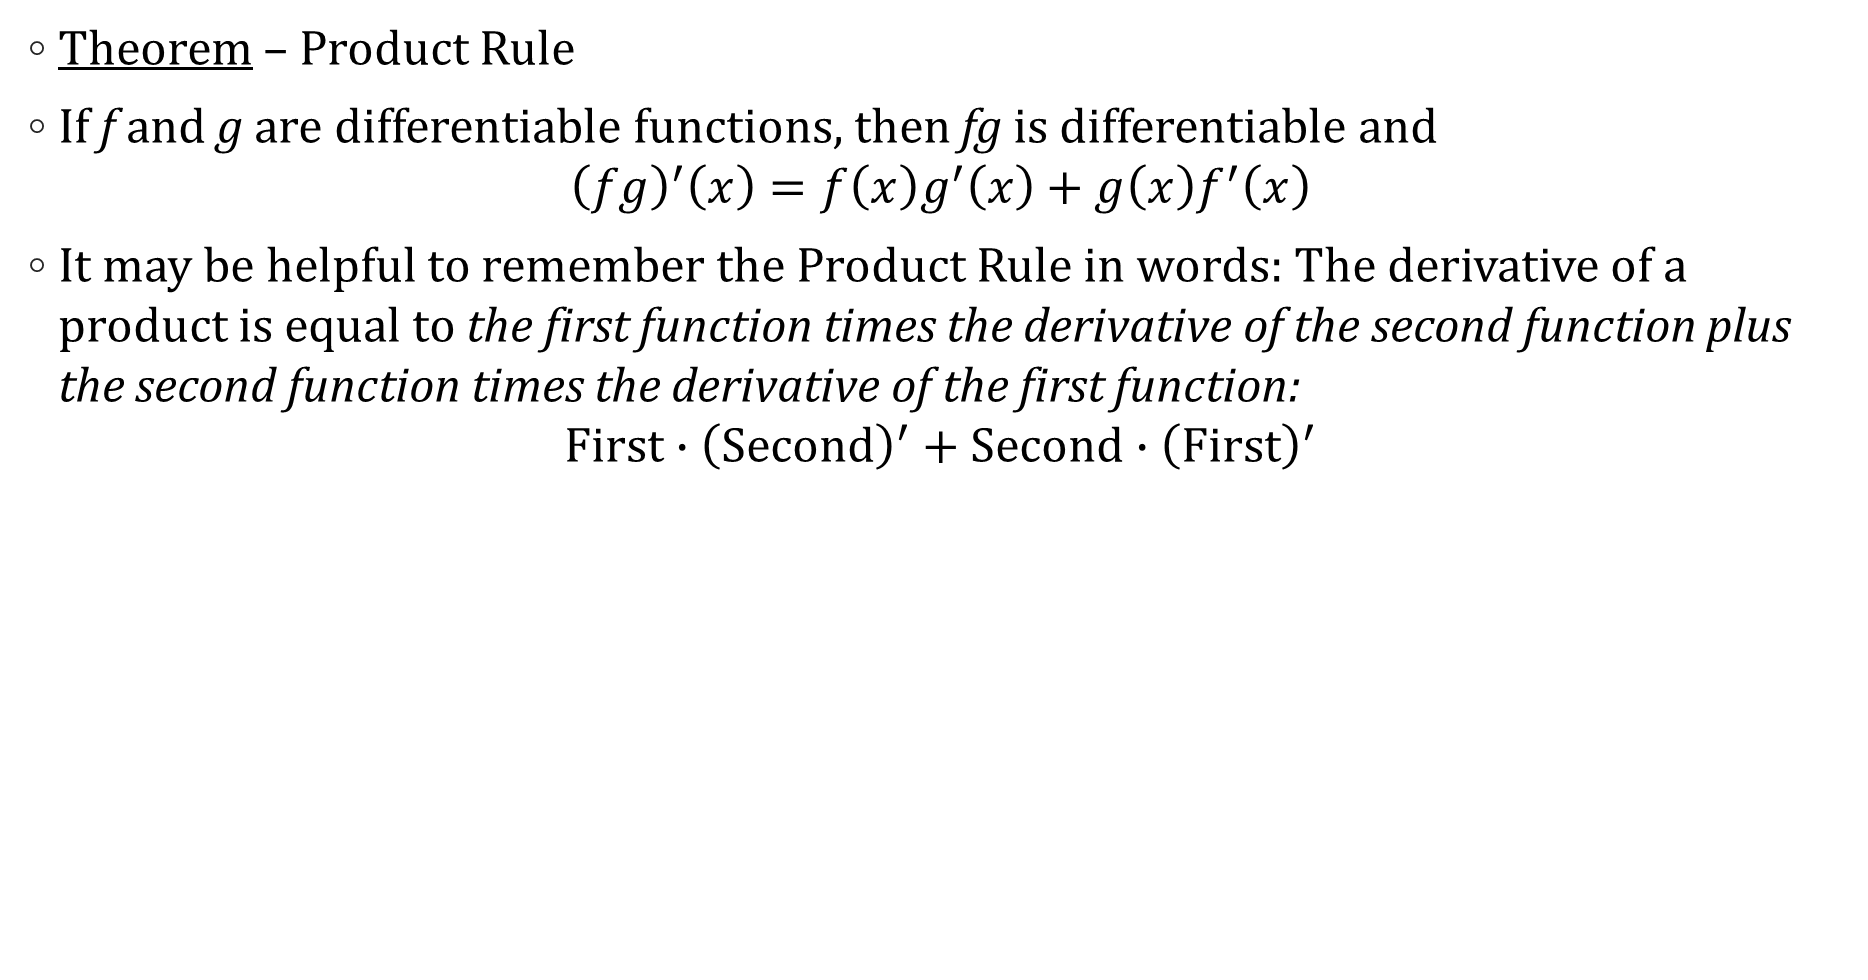 ◦ Theorem – Product Rule
◦ If f and g are differentiable functions, then fg is differentiable and
(fg)′(x) = f(x)g′(x) + g(x)f′(x)
◦ It may be helpful to remember the Product Rule in words: The derivative of a
product is equal to the first function times the derivative of the second function plus
the second function times the derivative of the first function:
First · (Second)′ + Second · (First)′